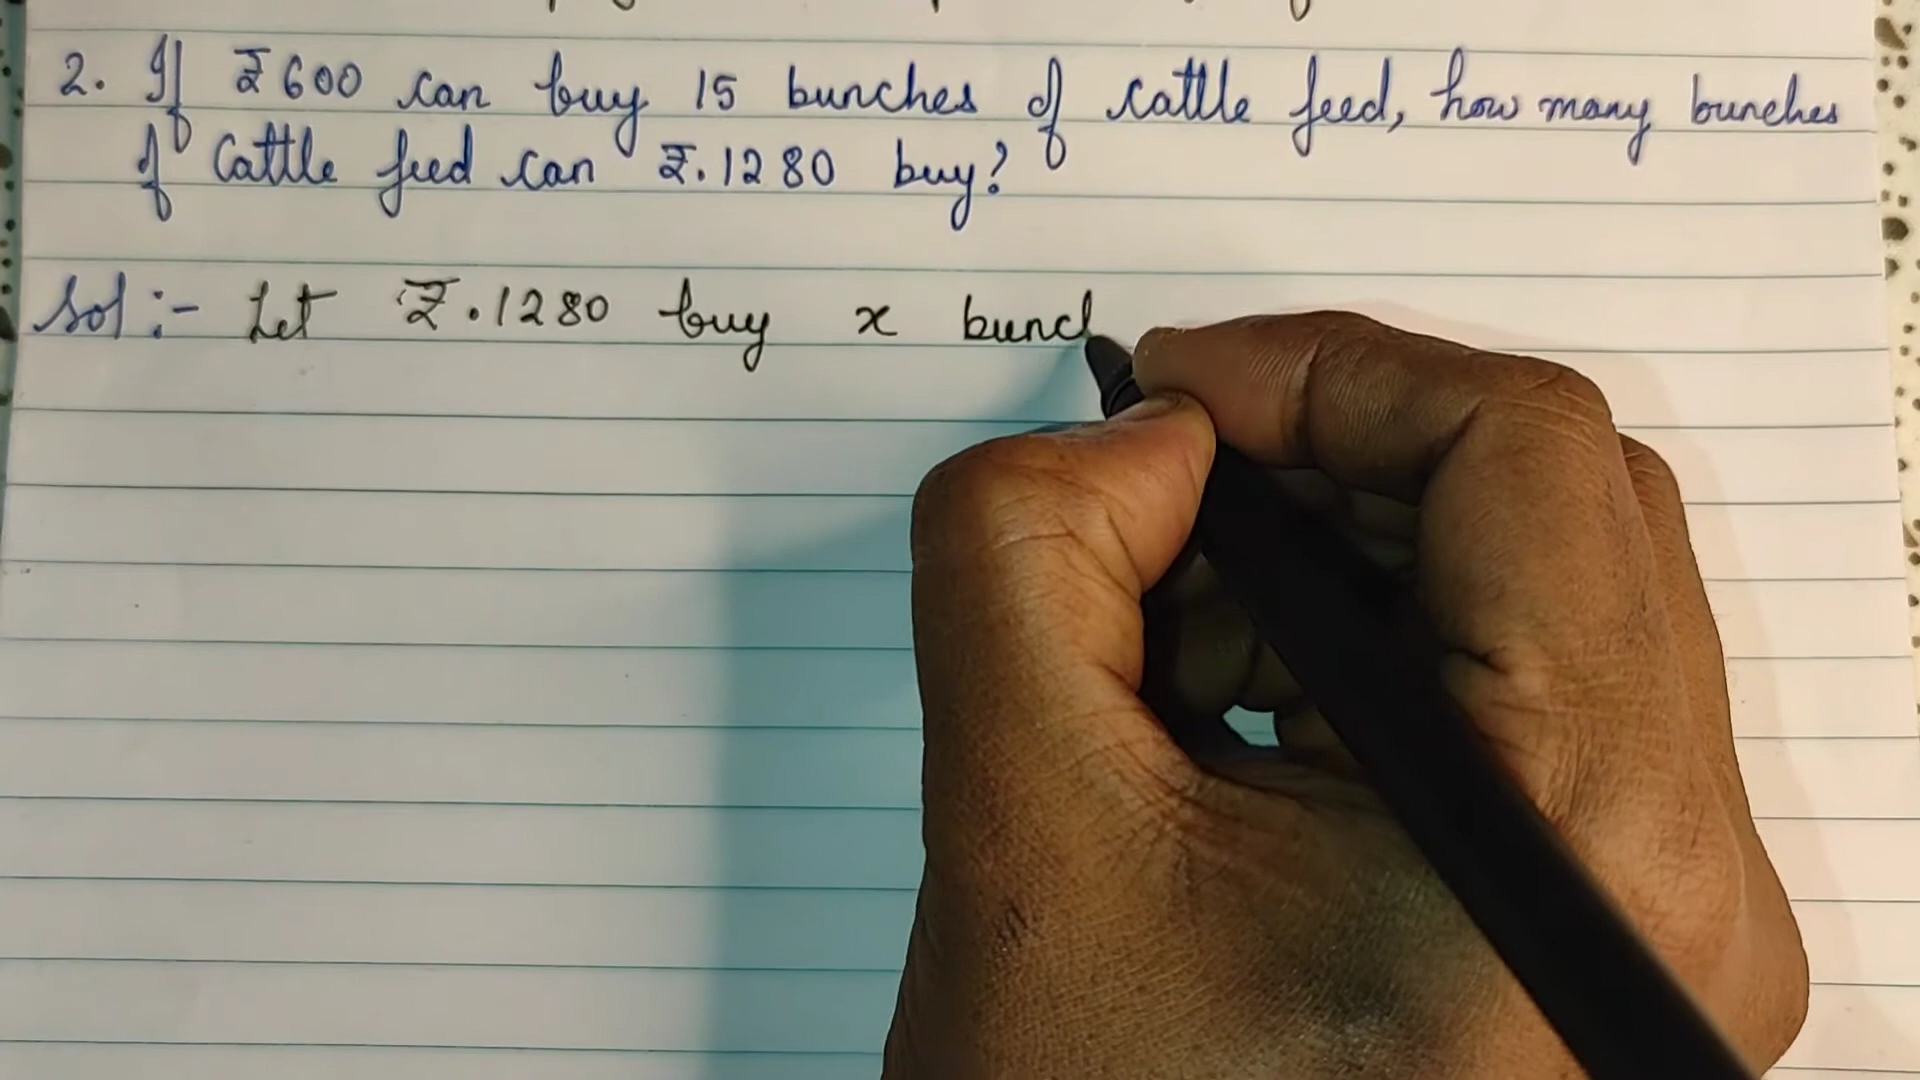 2. If ₹600 can buy 15 bunches of cattle feed, how many bunches
of Cattle feed can ₹.1280 buy?
Sol:- Let ₹.1280 buy x bunch